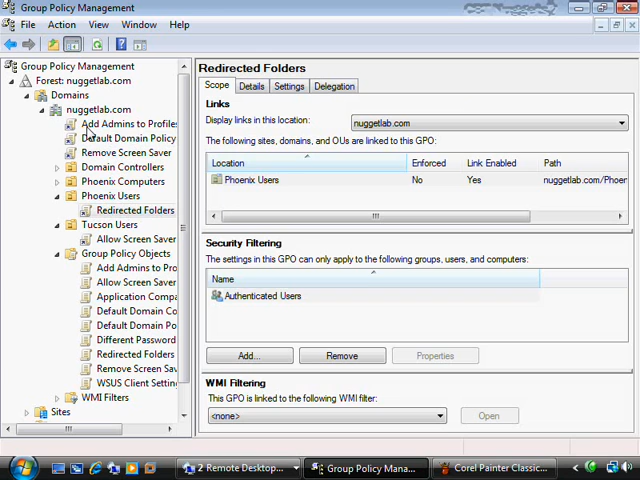 Group Policy Management
File Action View Window Help
Group Policy Management
Forest: nuggetlab.com
Domains
nuggetlab.com
Add Admins to Profiles
Default Domain Policy
Remove Screen Saver
Domain Controllers
Phoenix Computers
Phoenix Users
Redirected Folders
Tucson Users
Allow Screen Saver
Group Policy Objects
Add Admins to Pro
Allow Screen Saver
Application Compa
Default Domain Co
Default Domain Po
Different Password
Redirected Folders
Remove Screen Sav
WSUS Client Settin
WMI Filters
Sites
Redirected Folders
Scope Details Settings Delegation
Links
Display links in this location: nuggetlab.com
The following sites, domains, and OUs are linked to this GPO:
Location Enforced Link Enabled Path
Phoenix Users No Yes nuggetlab.com/Phoen
Security Filtering
The settings in this GPO can only apply to the following groups, users, and computers:
Name
Authenticated Users
Add... Remove Properties
WMI Filtering
This GPO is linked to the following WMI filter:
<none> Open
2 Remote Desktop... Group Policy Mana... Corel Painter Classic...